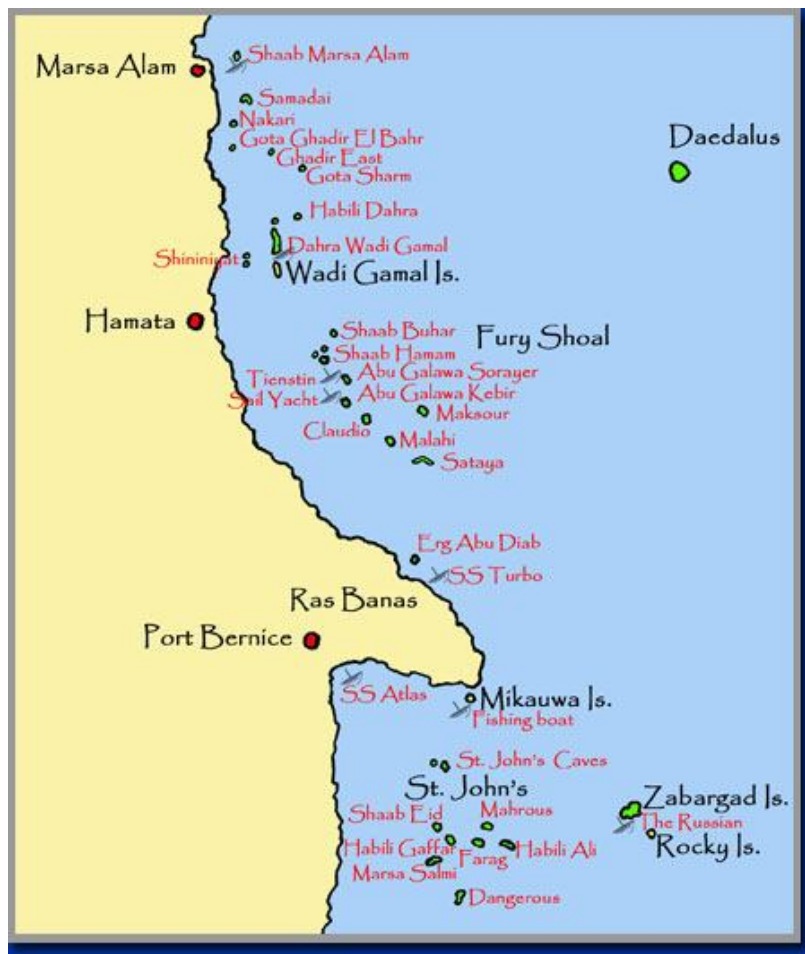 Shaab Marsa Alam
Marsa Alam
Samadai
Nakari
Gota Ghadir El Bahr
Daedalus
Ghadir East
Gota Sharm
Habili Dahra
Dahra Wadi Gamal
Shininiyat
Wadi Gamal Is.
Hamata
Shaab Buhar
Fury Shoal
Shaab Hamam
Abu Galawa Sorayer
Tienstin
Abu Galawa Kebir
Sail Yacht
Maksour
Claudio
Malahi
Sataya
Erg Abu Diab
SS Turbo
Ras Banas
Port Bernice
SS Atlas
Mikauwa Is.
Fishing boat
St. John's Caves
St. John's
Zabargad Is.
Shaab Eid
Mahrous
The Russian
Habili Gaffar
Farag
Habili Ali
Rocky Is.
Marsa Salmi
Dangerous